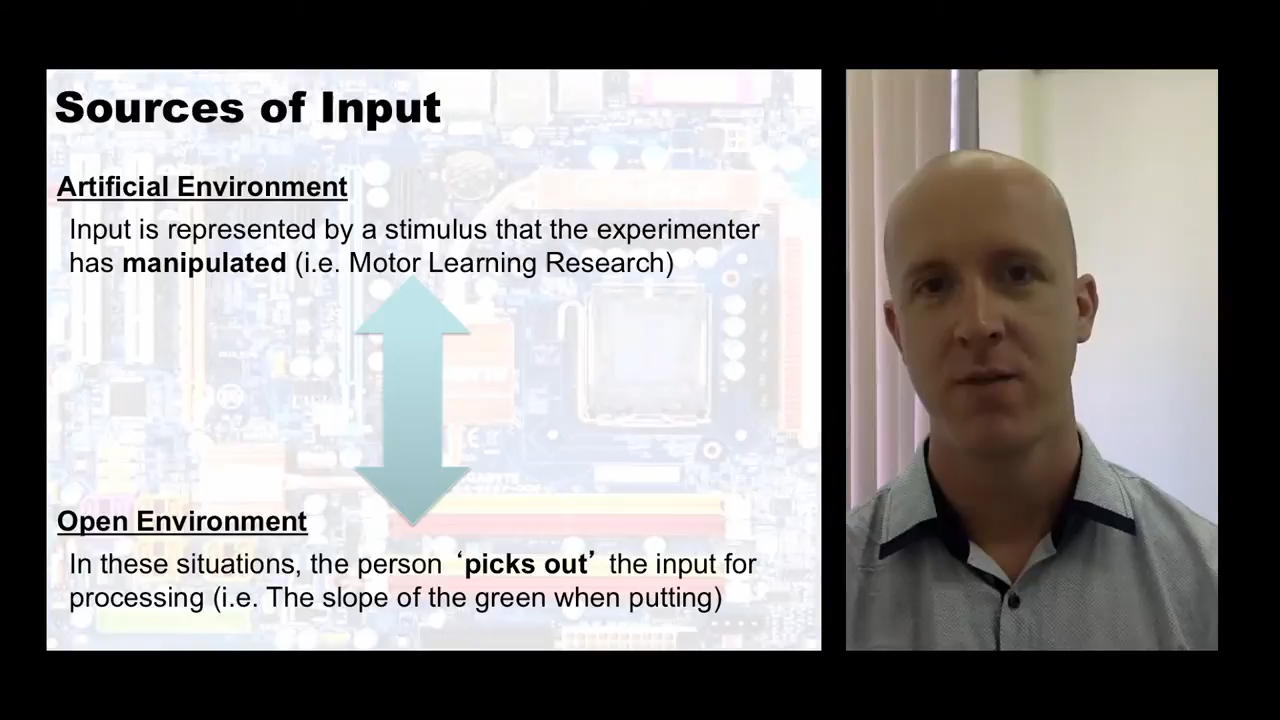 Sources of Input
Artificial Environment
Input is represented by a stimulus that the experimenter
has manipulated (i.e. Motor Learning Research)
Open Environment
In these situations, the person ‘picks out’ the input for
processing (i.e. The slope of the green when putting)